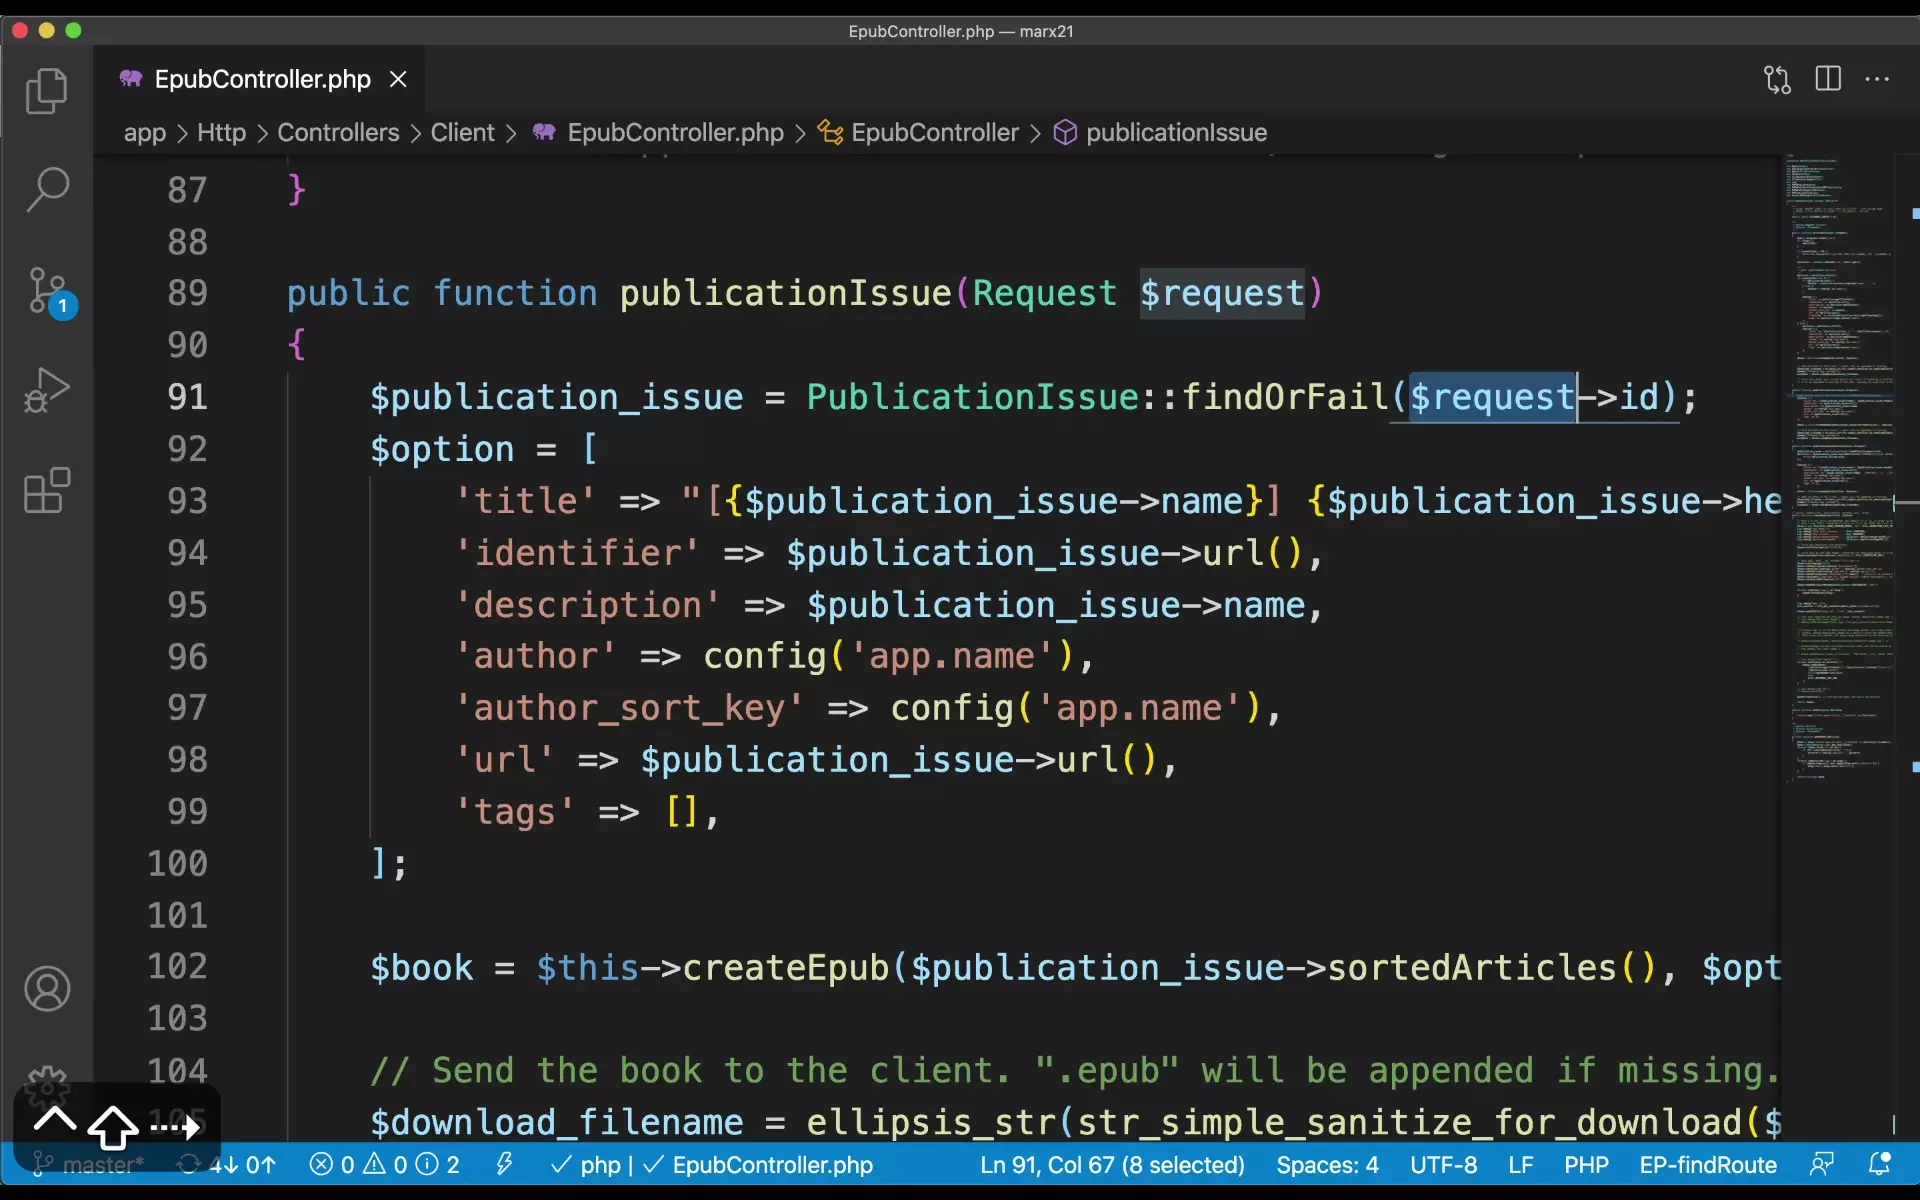 EpubController.php — marx21
EpubController.php
app > Http > Controllers > Client > EpubController.php > EpubController > publicationIssue
87 }
88
89 public function publicationIssue(Request $request)
90 {
91 $publication_issue = PublicationIssue::findOrFail($request->id);
92 $option = [
93 'title' => "[{$publication_issue->name}] {$publication_issue->he
94 'identifier' => $publication_issue->url(),
95 'description' => $publication_issue->name,
96 'author' => config('app.name'),
97 'author_sort_key' => config('app.name'),
98 'url' => $publication_issue->url(),
99 'tags' => [],
100 ];
101
102 $book = $this->createEpub($publication_issue->sortedArticles(), $opt
103
104 // Send the book to the client. ".epub" will be appended if missing.
105 $download_filename = ellipsis_str(str_simple_sanitize_for_download($
1
master* 4↓ 0↑ 0 0 2 php | EpubController.php Ln 91, Col 67 (8 selected) Spaces: 4 UTF-8 LF PHP EP-findRoute